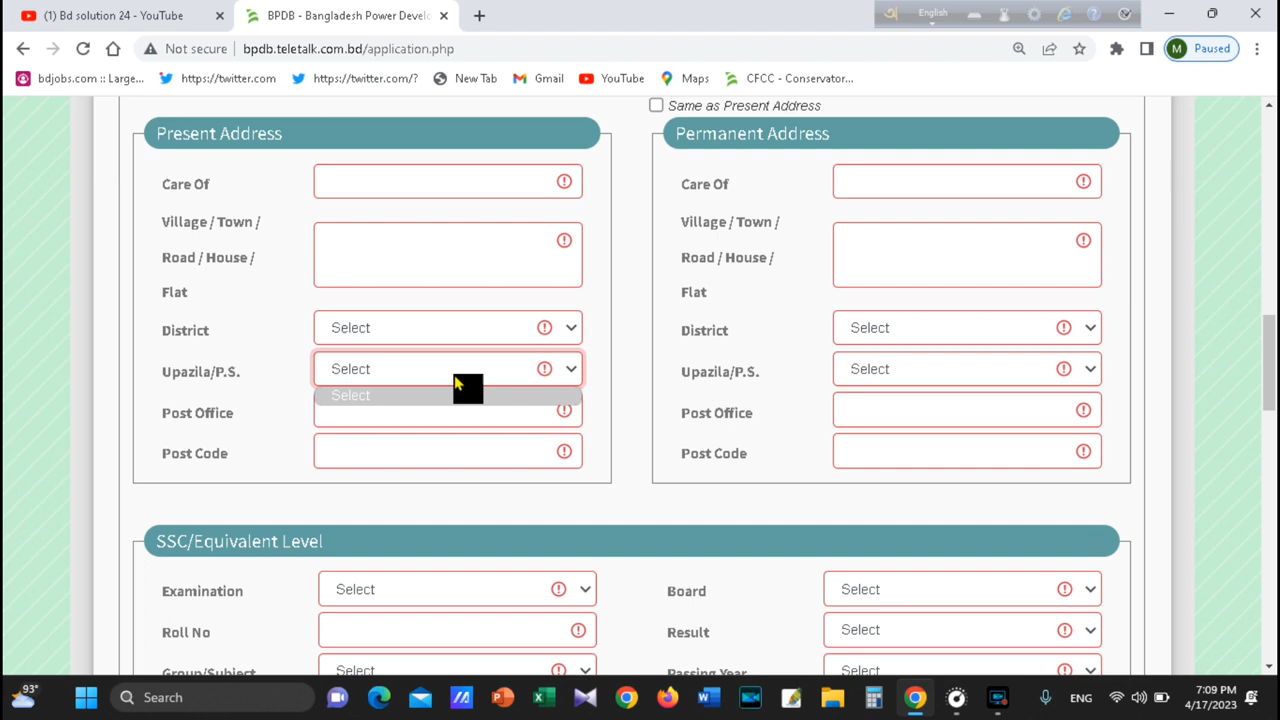 (1) Bd solution 24 - YouTube
BPDB - Bangladesh Power Develo
English
Not secure
bpdb.teletalk.com.bd/application.php
M
Paused
bdjobs.com :: Large...
https://twitter.com
https://twitter.com/?
New Tab
Gmail
YouTube
Maps
CFCC - Conservator...
Same as Present Address
Present Address
Permanent Address
Care Of
Care Of
Village / Town /
Road / House /
Flat
Village / Town /
Road / House /
Flat
District
Select
District
Select
Upazila/P.S.
Select
Upazila/P.S.
Select
Select
Post Office
Post Office
Post Code
Post Code
SSC/Equivalent Level
Examination
Select
Board
Select
Roll No
Result
Select
Group/Subject
Select
Passing Year
Select
93°
Search
ENG
7:09 PM
4/17/2023